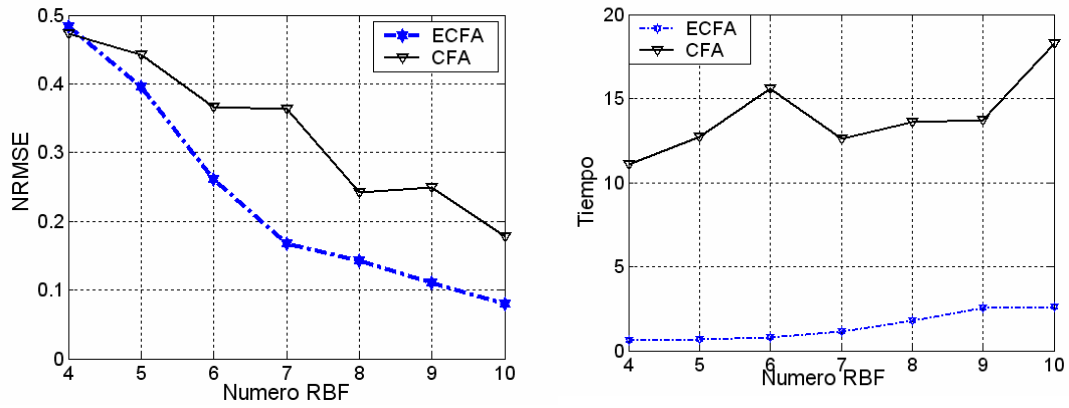 0.5
0.4
0.3
0.2
0.1
0
NRMSE
4 5 6 7 8 9 10
Numero RBF
ECFA
CFA
20
15
10
5
0
Tiempo
4 5 6 7 8 9 10
Numero RBF
ECFA
CFA